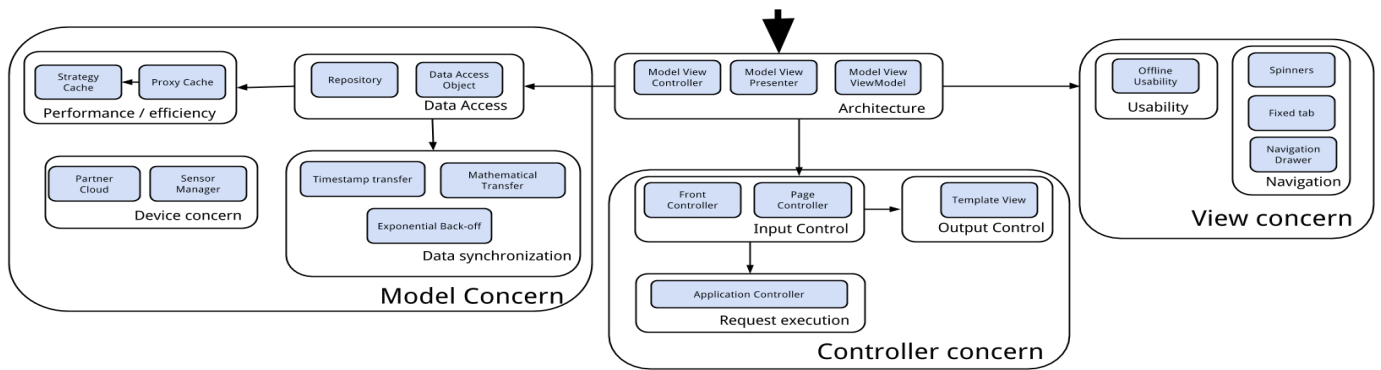 Strategy
Cache
Proxy Cache
Performance / efficiency
Partner
Cloud
Sensor
Manager
Device concern
Repository
Data Access
Object
Data Access
Timestamp transfer
Mathematical
Transfer
Exponential Back-off
Data synchronization
Model Concern
Model View
Controller
Model View
Presenter
Model View
ViewModel
Architecture
Front
Controller
Page
Controller
Input Control
Template View
Output Control
Application Controller
Request execution
Controller concern
Offline
Usability
Usability
Spinners
Fixed tab
Navigation
Drawer
Navigation
View concern